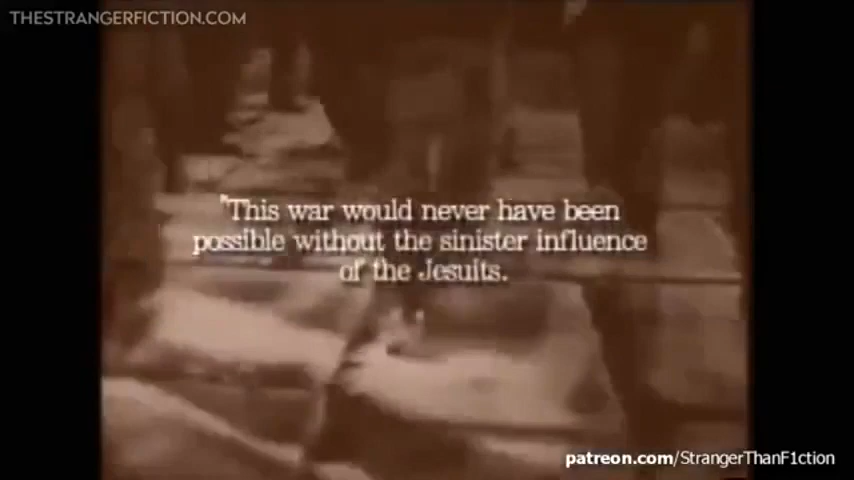 THESTRANGERFICTION.COM
"This war would never have been
possible without the sinister influence
of the Jesuits.
patreon.com/StrangerThanF1ction